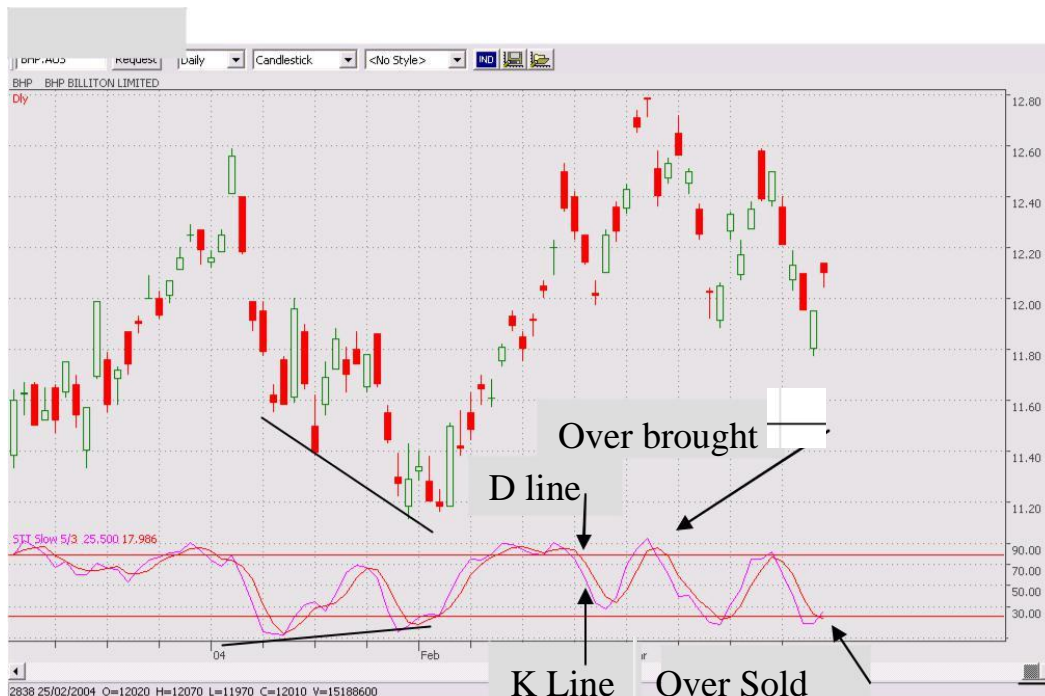 BHP.AU3 Request Daily Candlestick <No Style> IND
BHP BHP BILLITON LIMITED
Dly
12.80
12.60
12.40
12.20
12.00
11.80
11.60
Over brought
11.40
D line
11.20
STI Slow 5/3 25.500 17.986
90.00
70.00
50.00
30.00
04 Feb
K Line Over Sold
2838 25/02/2004 O=12020 H=12070 L=11970 C=12010 V=15188600